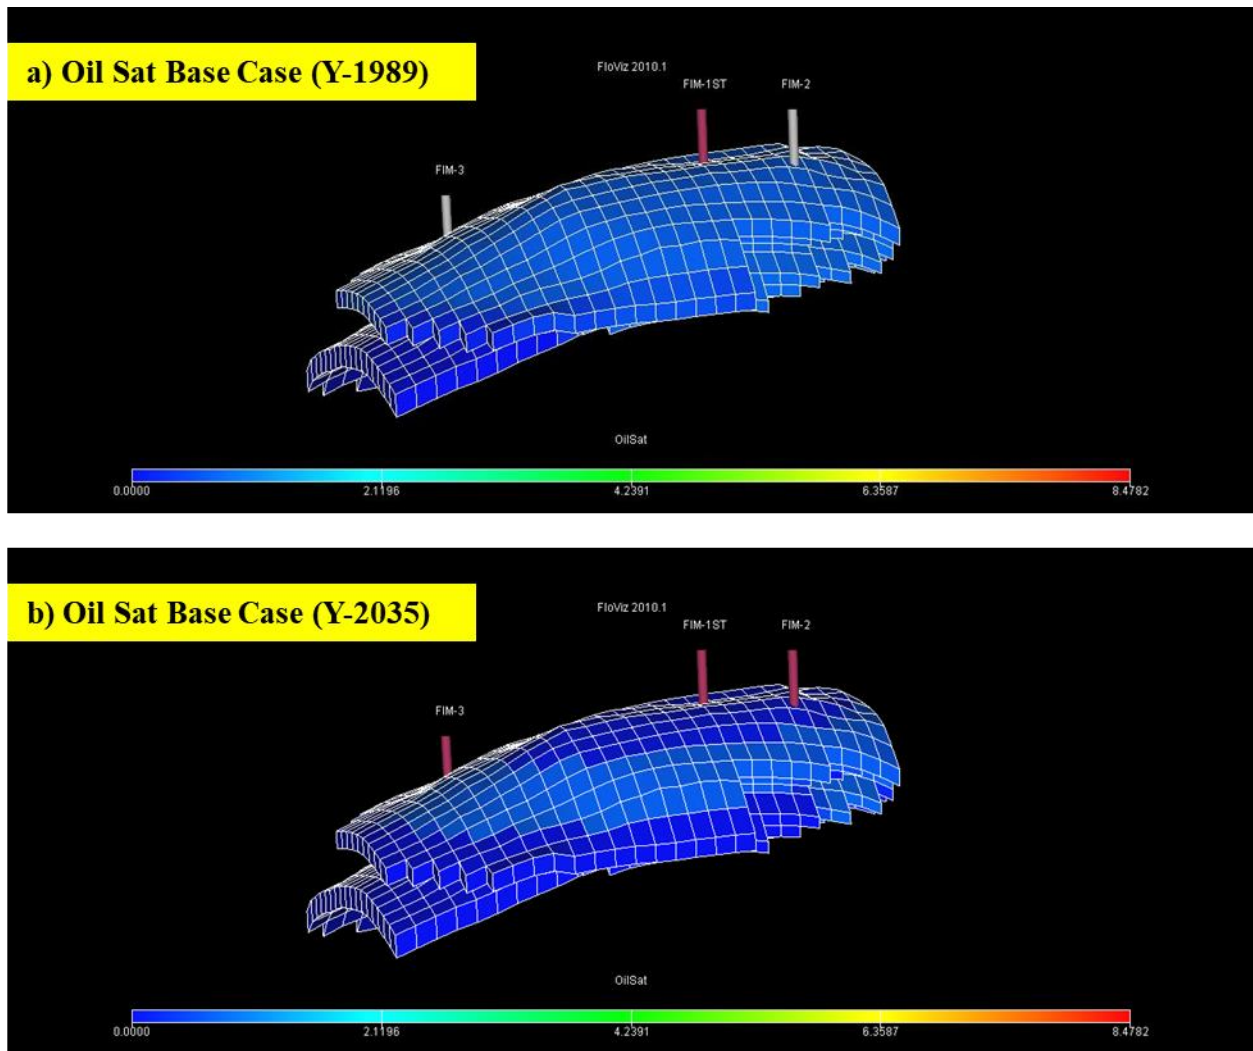 a) Oil Sat Base Case (Y-1989)
FloViz 2010.1
FIM-1ST FIM-2
FIM-3
OilSat
0.0000 2.1196 4.2391 6.3587 8.4782
b) Oil Sat Base Case (Y-2035)
FloViz 2010.1
FIM-1ST FIM-2
FIM-3
OilSat
0.0000 2.1196 4.2391 6.3587 8.4782